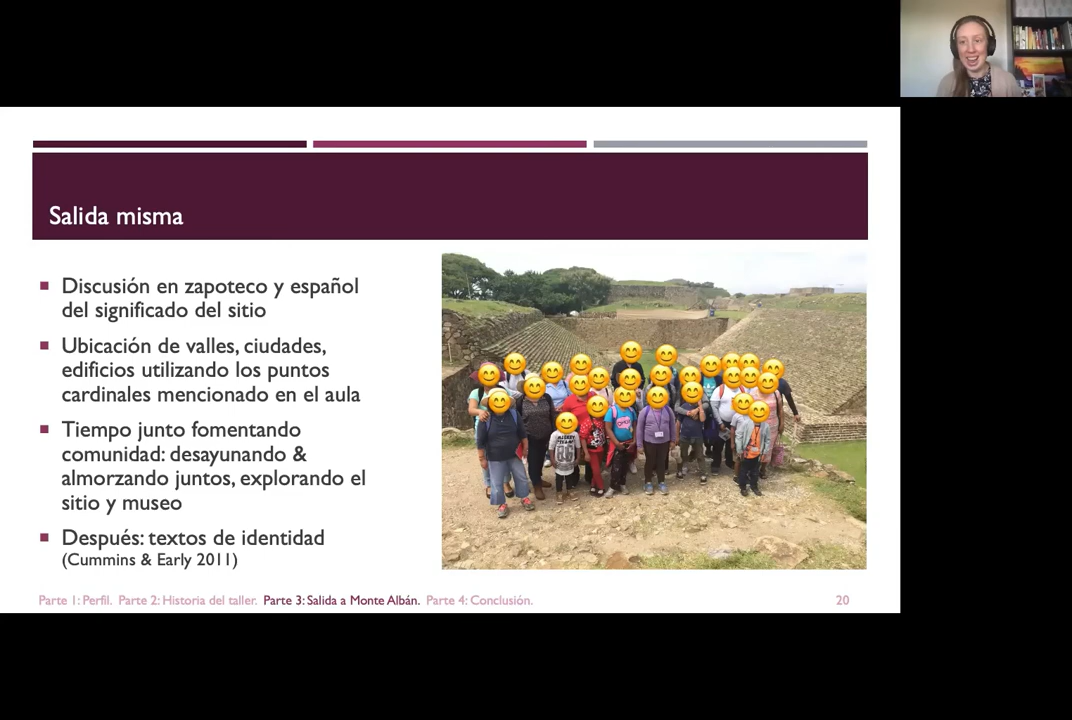 Salida misma
Discusión en zapoteco y español
del significado del sitio
Ubicación de valles, ciudades,
edificios utilizando los puntos
cardinales mencionado en el aula
Tiempo junto fomentando
comunidad: desayunando &
almorzando juntos, explorando el
sitio y museo
Después: textos de identidad
(Cummins & Early 2011)
Parte 1: Perfil. Parte 2: Historia del taller. Parte 3: Salida a Monte Albán. Parte 4: Conclusión.
20